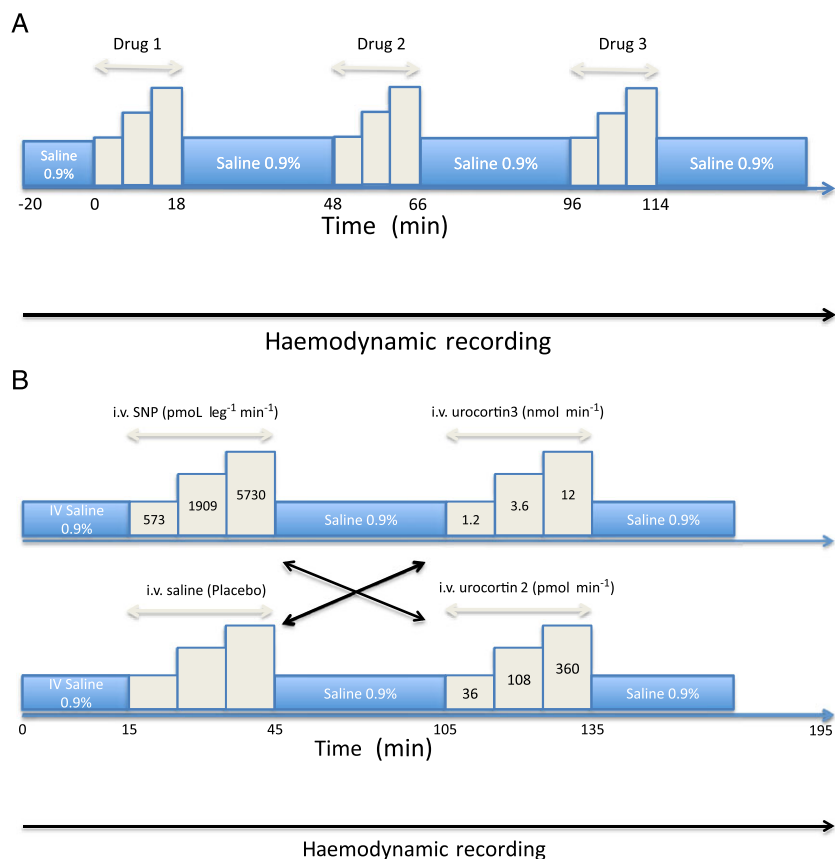 A
Drug 1 Drug 2 Drug 3
Saline 0.9% Saline 0.9% Saline 0.9% Saline 0.9%
-20 0 18 48 66 96 114
Time (min)
Haemodynamic recording
B
i.v. SNP (pmoL leg⁻¹ min⁻¹) i.v. urocortin3 (nmol min⁻¹)
IV Saline 0.9% 573 1909 5730 Saline 0.9% 1.2 3.6 12 Saline 0.9%
i.v. saline (Placebo) i.v. urocortin 2 (pmol min⁻¹)
IV Saline 0.9% Saline 0.9% 36 108 360 Saline 0.9%
0 15 45 105 135 195
Time (min)
Haemodynamic recording